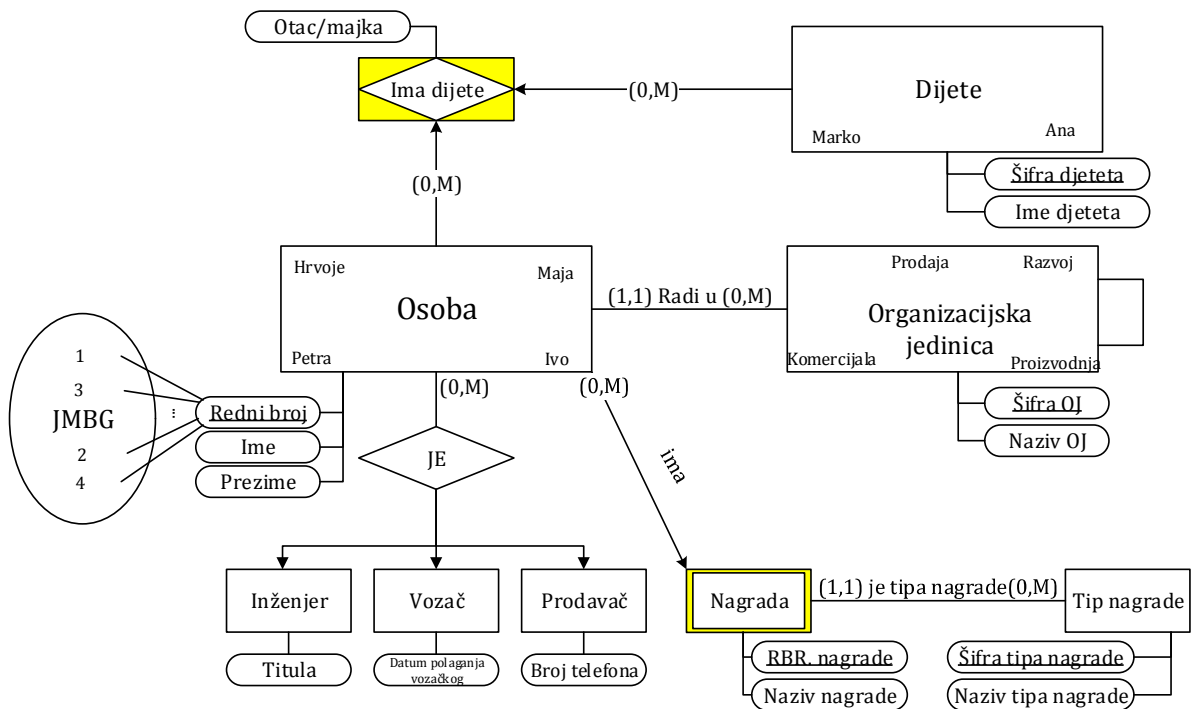 Otac/majka
Ima dijete
(0,M)
Dijete
Marko
Ana
Šifra djeteta
Ime djeteta
(0,M)
Hrvoje
Maja
Osoba
Petra
Ivo
(1,1) Radi u (0,M)
Prodaja
Razvoj
Organizacijska
jedinica
Komercijala
Proizvodnja
Šifra OJ
Naziv OJ
1
3
JMBG
...
2
4
Redni broj
Ime
Prezime
(0,M)
(0,M)
JE
ima
Inženjer
Vozač
Prodavač
Titula
Datum polaganja
vozačkog
Broj telefona
Nagrada
(1,1) je tipa nagrade(0,M)
Tip nagrade
RBR. nagrade
Naziv nagrade
Šifra tipa nagrade
Naziv tipa nagrade